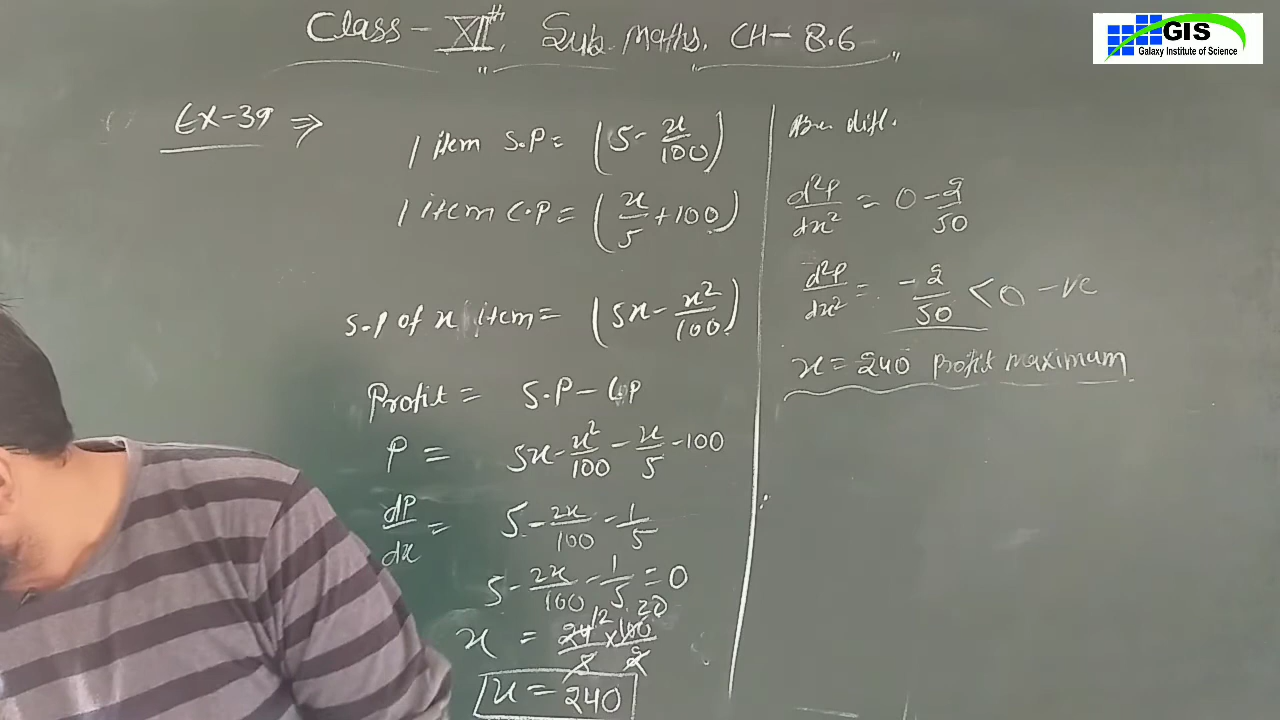 Class - XIIth, Sub. Maths. CH - 8.6
GIS
Galaxy Institute of Science
Ex-39 ⇒
1 item S.P = (5 - x/100)
1 item C.P = (x/5 + 100)
S.P of x item = (5x - x²/100)
Profit = S.P - C.P
P = 5x - x²/100 - x/5 - 100
dP/dx = 5 - 2x/100 - 1/5
5 - 2x/100 - 1/5 = 0
x = 24 12 × 100 20 / 5 2
x = 240
diff.
d²P/dx² = 0 - 2/50
d²P/dx² = -2/50 < 0 -ve
x = 240 Profit maximum